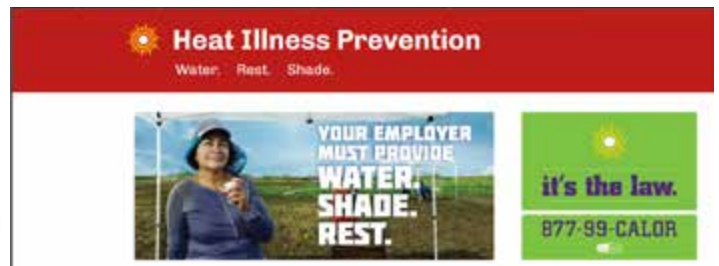 Heat Illness Prevention
Water. Rest. Shade.
YOUR EMPLOYER
MUST PROVIDE
WATER.
SHADE.
REST.
it's the law.
877-99-CALOR